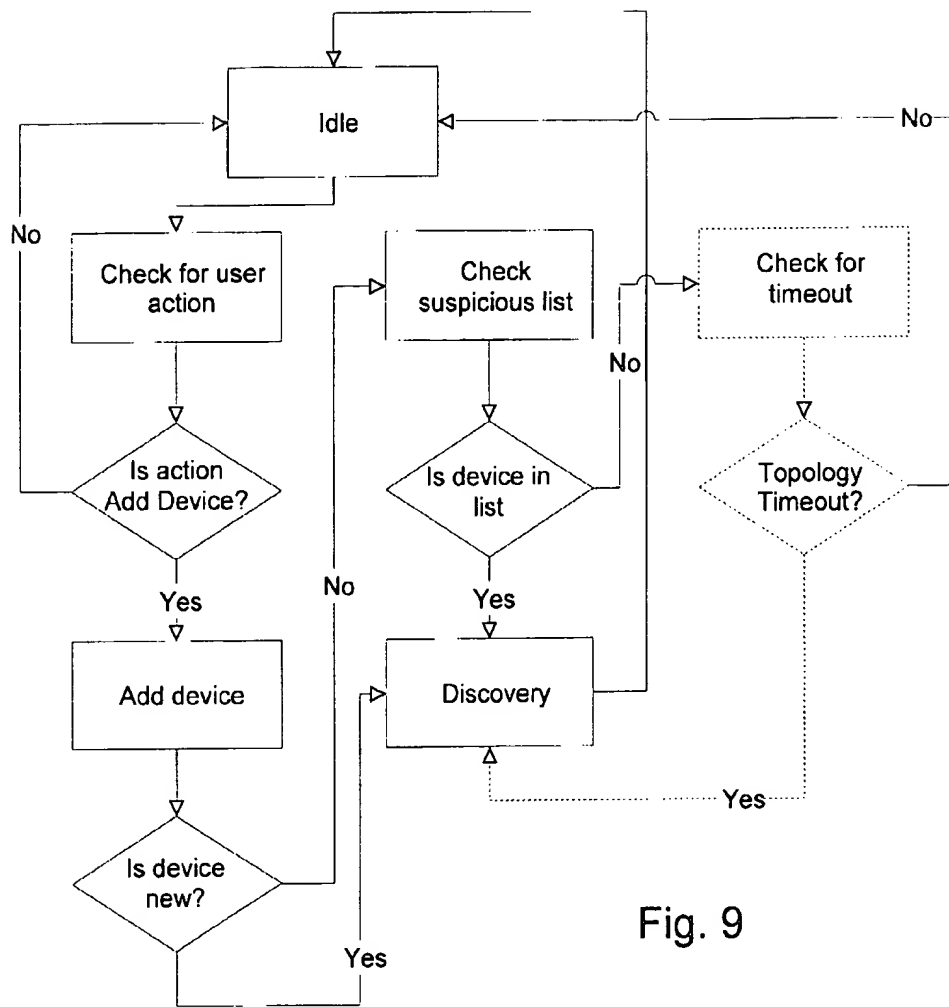 Idle
No
No
Check for user
action
Check
suspicious list
Check for
timeout
No
Is action
Add Device?
Is device in
list
Topology
Timeout?
No
Yes
Yes
Add device
Discovery
Yes
Is device
new?
Yes
Fig. 9